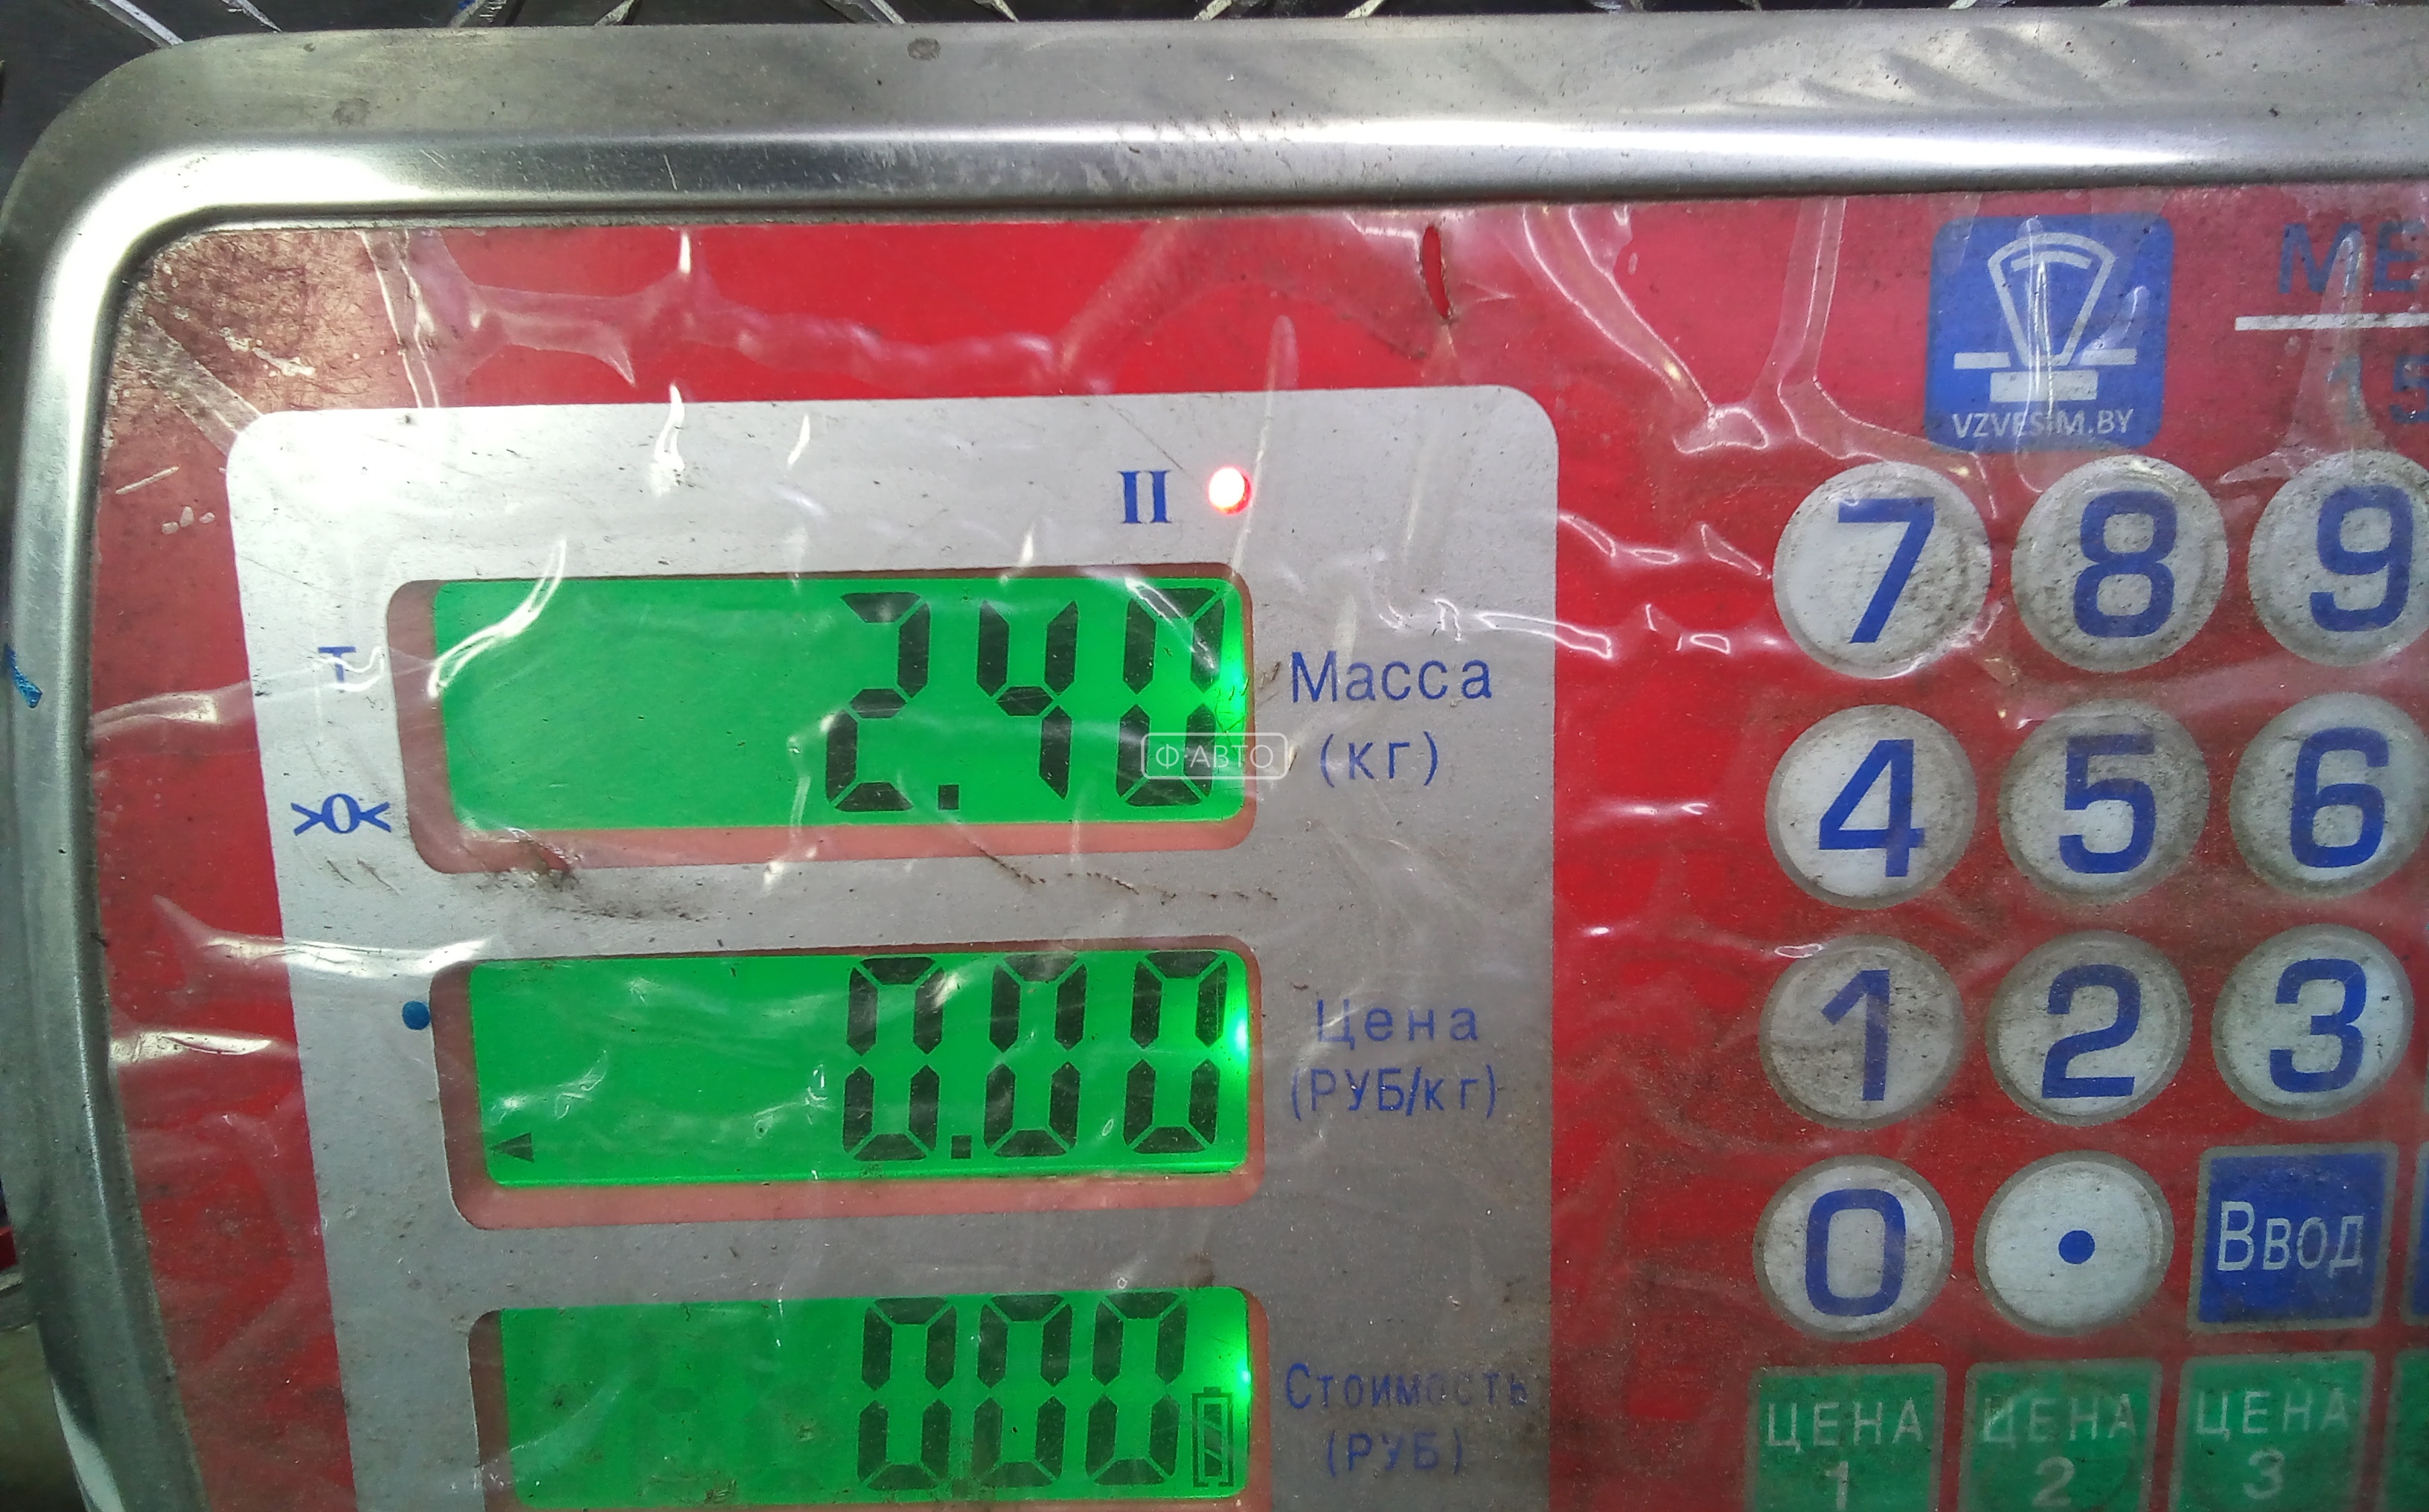 VZVESIM.BY
II
7 8 9
Т
2.40
Масса
(кг)
Ф-АВТО
>0<
4 5 6
0.00
Цена
(РУБ/кг)
1 2 3
0 •
Ввод
000
Стоимость
(РУБ)
ЦЕНА
1
ЦЕНА
2
ЦЕНА
3